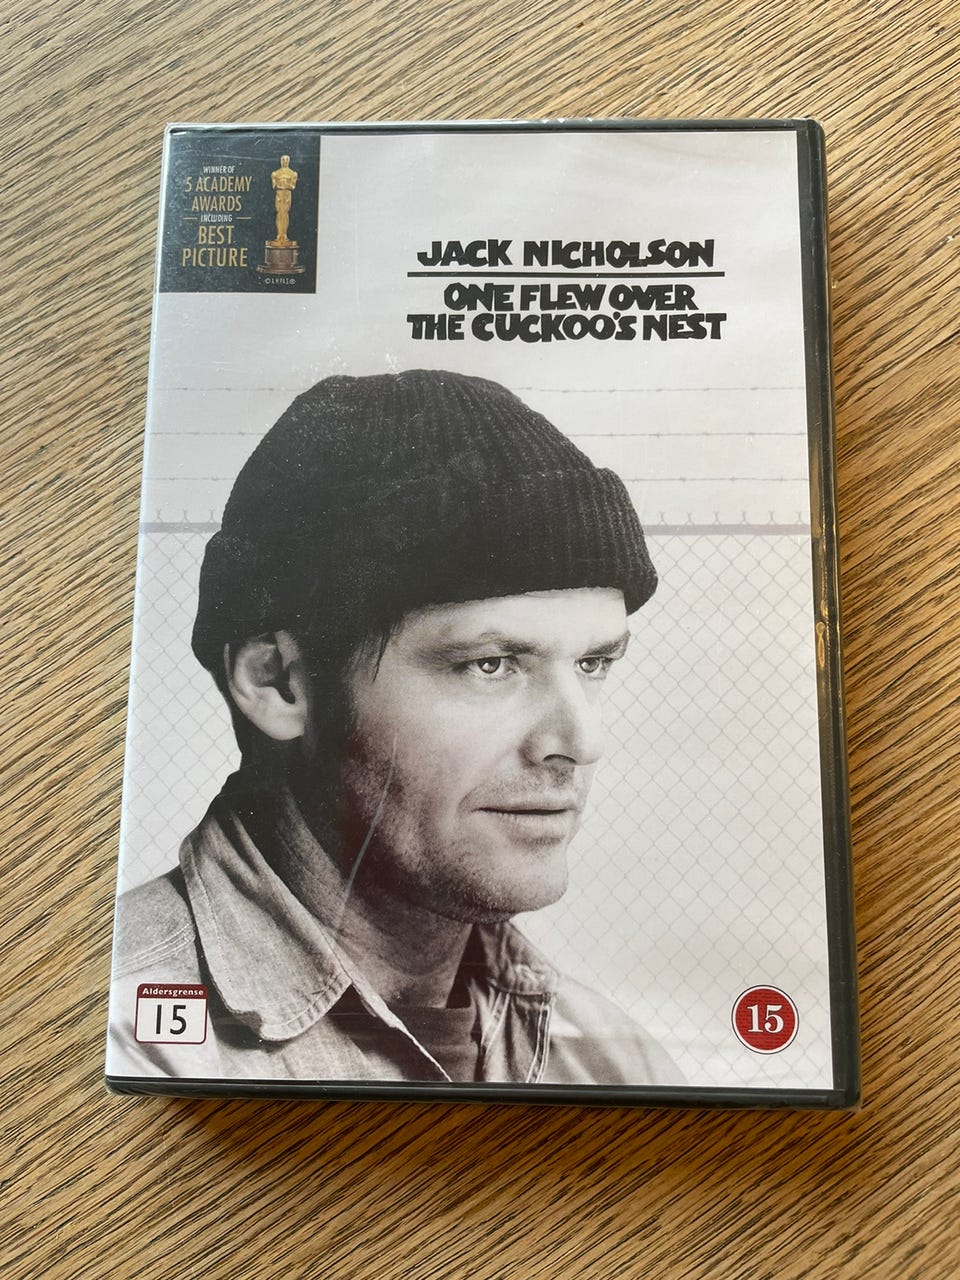 WINNER OF
5 ACADEMY
AWARDS
INCLUDING
BEST
PICTURE
©A.M.P.A.S.®
JACK NICHOLSON
ONE FLEW OVER
THE CUCKOO'S NEST
Aldersgrense
15
15